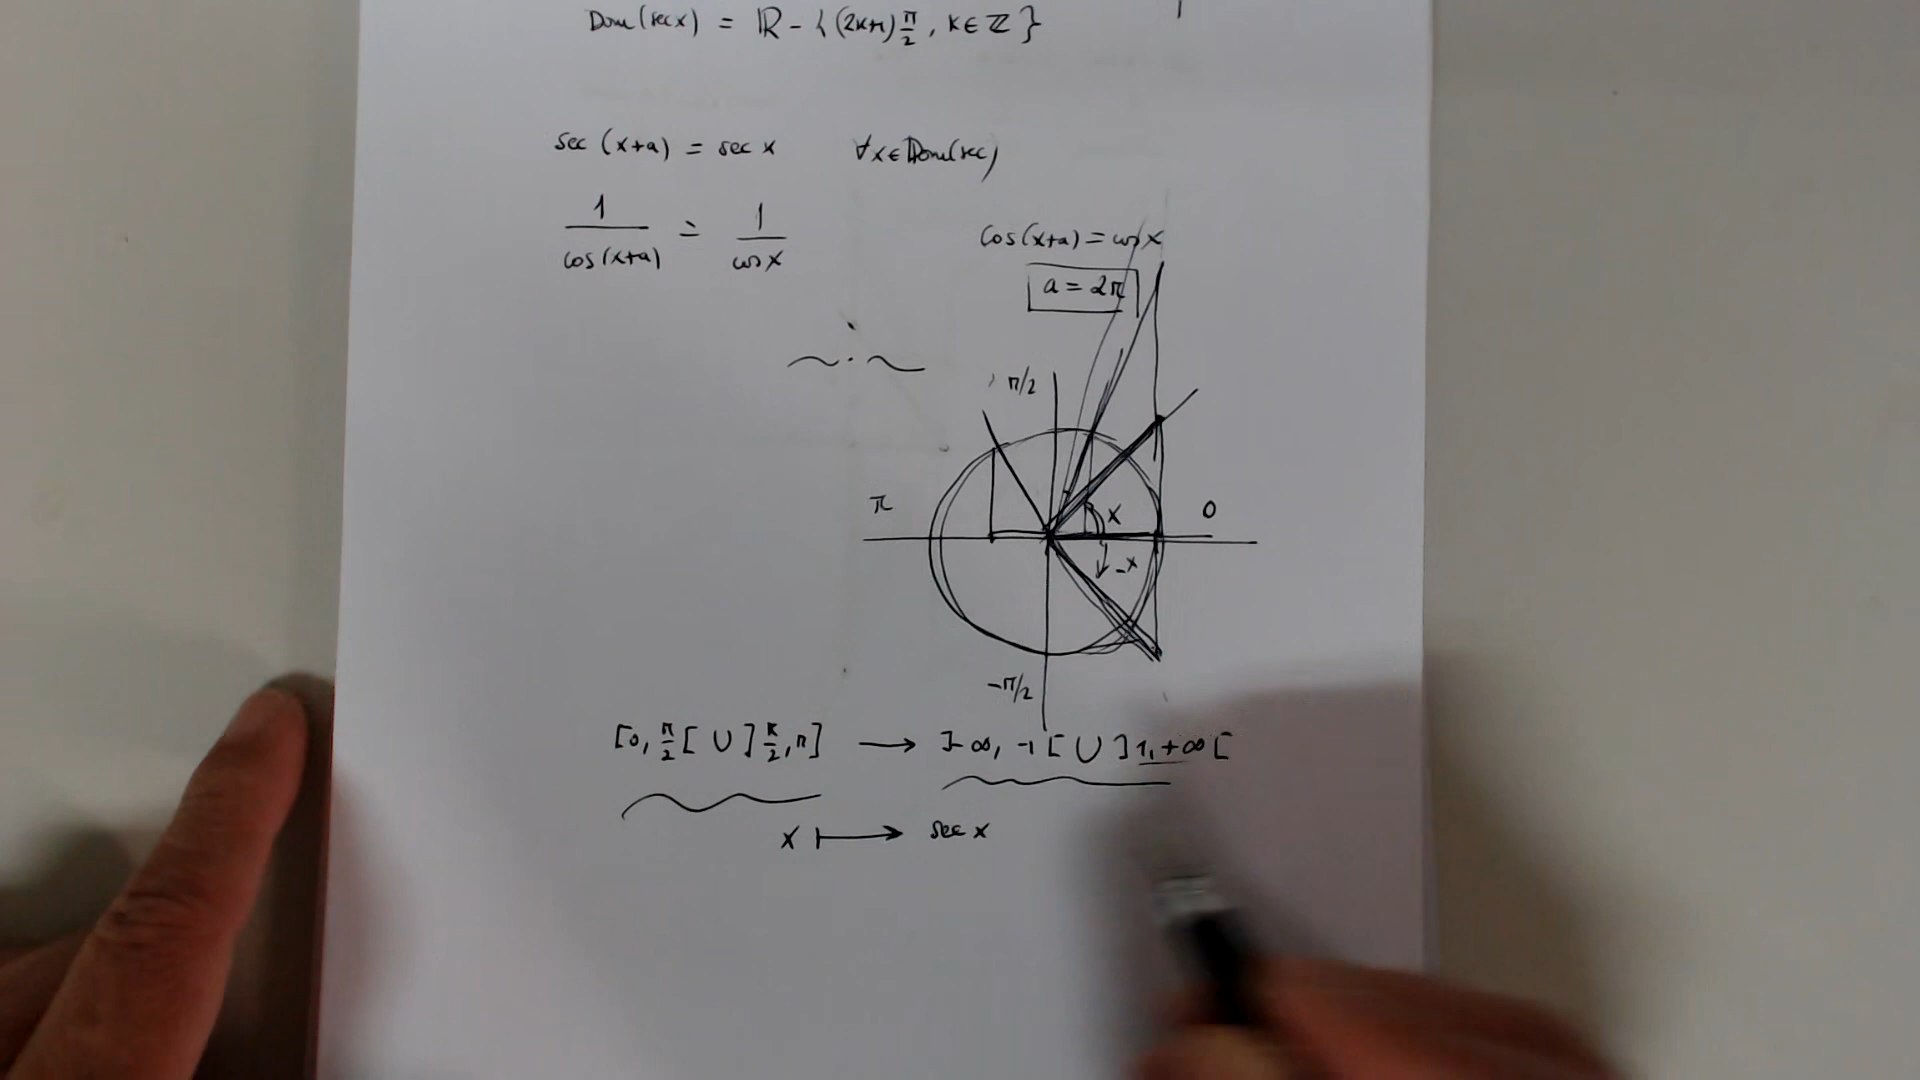 Dom(sec x) = ℝ - { (2k+1) π/2 , k ∈ ℤ }
sec (x+a) = sec x ∀x ∈ Dom(sec)
1/cos(x+a) = 1/cos x
cos(x+a) = cos x
a = 2π
π/2
π
x
0
-x
-π/2
[0, π/2[ ∪ ]π/2, π] → ]-∞, -1[ ∪ ]1, +∞[
x ↦ sec x